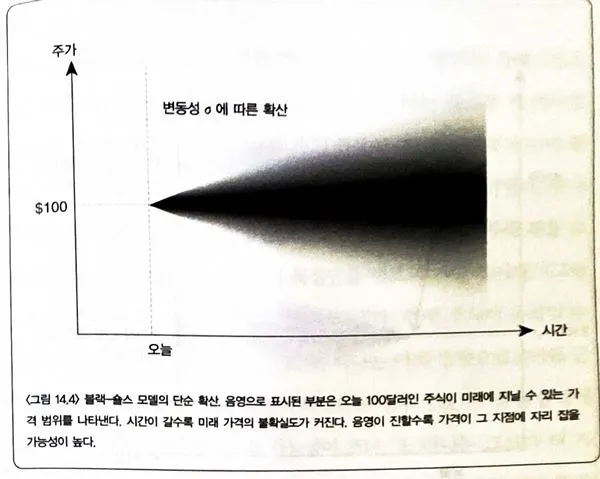 주가
변동성 σ에 따른 확산
$100
시간
오늘
<그림 14.4> 블랙-숄스 모델의 단순 확산. 음영으로 표시된 부분은 오늘 100달러인 주식이 미래에 지닐 수 있는 가
격 범위를 나타낸다. 시간이 갈수록 미래 가격의 불확실도가 커진다. 음영이 진할수록 가격이 그 지점에 자리 잡을
가능성이 높다.